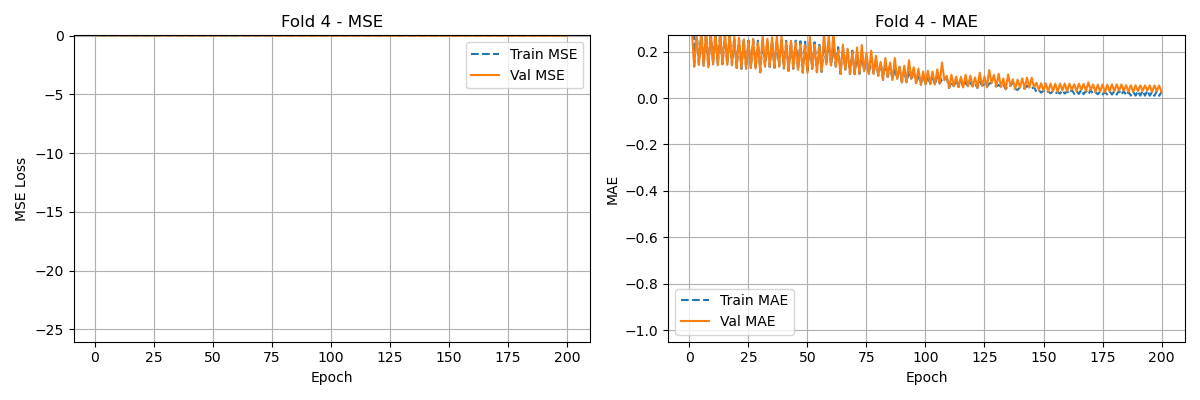 Fold 4 - MSE
MSE Loss
0
−5
−10
−15
−20
−25
Train MSE
Val MSE
0 25 50 75 100 125 150 175 200
Epoch
Fold 4 - MAE
MAE
0.2
0.0
−0.2
−0.4
−0.6
−0.8
−1.0
Train MAE
Val MAE
0 25 50 75 100 125 150 175 200
Epoch